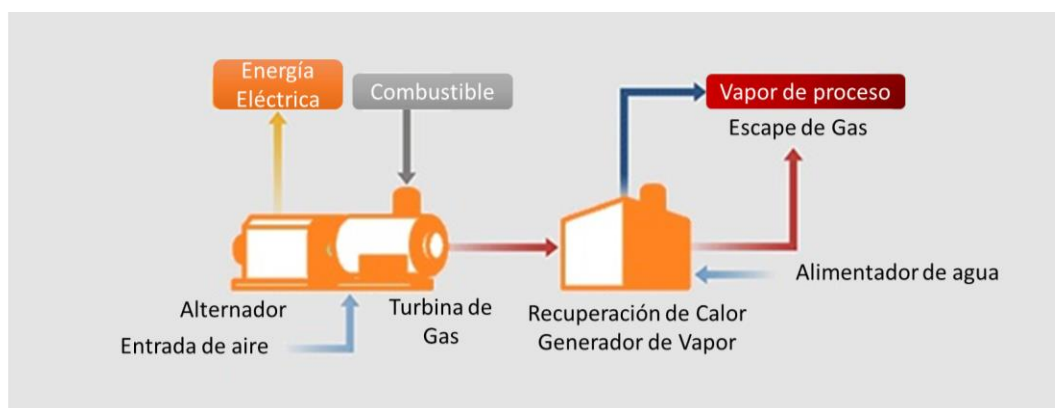 Energía
Eléctrica
Combustible
Vapor de proceso
Escape de Gas
Alternador
Entrada de aire
Turbina de
Gas
Recuperación de Calor
Generador de Vapor
Alimentador de agua